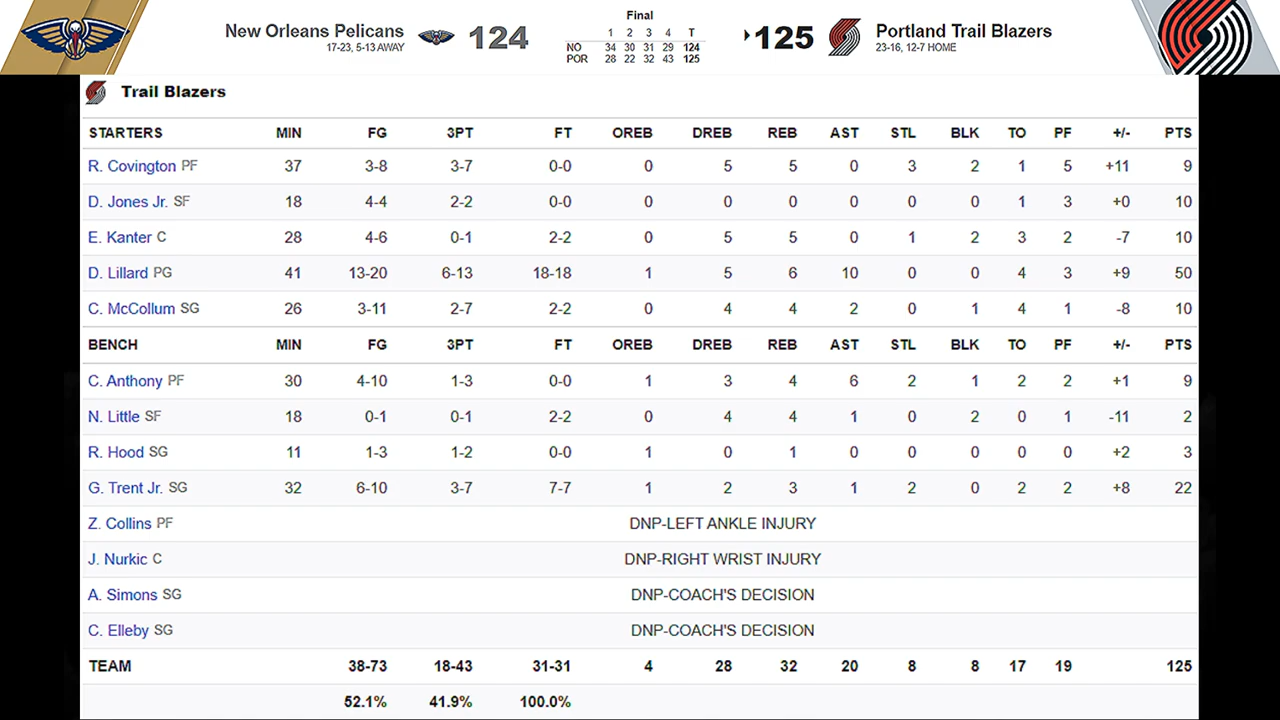 New Orleans Pelicans
17-23, 5-13 AWAY
124
Final
1 2 3 4 T
NO 34 30 31 29 124
POR 28 22 32 43 125
125
Portland Trail Blazers
23-16, 12-7 HOME
Trail Blazers
STARTERS MIN FG 3PT FT OREB DREB REB AST STL BLK TO PF +/- PTS
R. Covington PF 37 3-8 3-7 0-0 0 5 5 0 3 2 1 5 +11 9
D. Jones Jr. SF 18 4-4 2-2 0-0 0 0 0 0 0 0 1 3 +0 10
E. Kanter C 28 4-6 0-1 2-2 0 5 5 0 1 2 3 2 -7 10
D. Lillard PG 41 13-20 6-13 18-18 1 5 6 10 0 0 4 3 +9 50
C. McCollum SG 26 3-11 2-7 2-2 0 4 4 2 0 1 4 1 -8 10
BENCH MIN FG 3PT FT OREB DREB REB AST STL BLK TO PF +/- PTS
C. Anthony PF 30 4-10 1-3 0-0 1 3 4 6 2 1 2 2 +1 9
N. Little SF 18 0-1 0-1 2-2 0 4 4 1 0 2 0 1 -11 2
R. Hood SG 11 1-3 1-2 0-0 1 0 1 0 0 0 0 0 +2 3
G. Trent Jr. SG 32 6-10 3-7 7-7 1 2 3 1 2 0 2 2 +8 22
Z. Collins PF DNP-LEFT ANKLE INJURY
J. Nurkic C DNP-RIGHT WRIST INJURY
A. Simons SG DNP-COACH'S DECISION
C. Elleby SG DNP-COACH'S DECISION
TEAM 38-73 18-43 31-31 4 28 32 20 8 8 17 19 125
52.1% 41.9% 100.0%